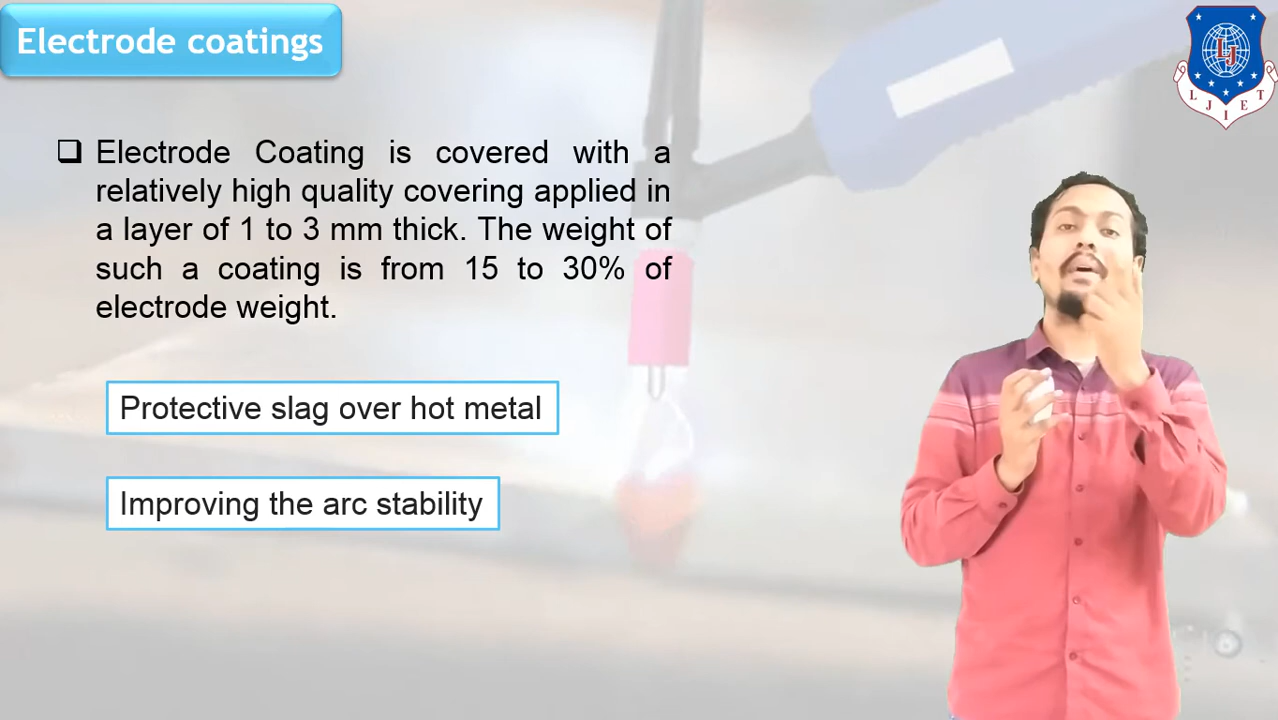 Electrode coatings
L J I E T
LJ
❑ Electrode Coating is covered with a
relatively high quality covering applied in
a layer of 1 to 3 mm thick. The weight of
such a coating is from 15 to 30% of
electrode weight.
Protective slag over hot metal
Improving the arc stability